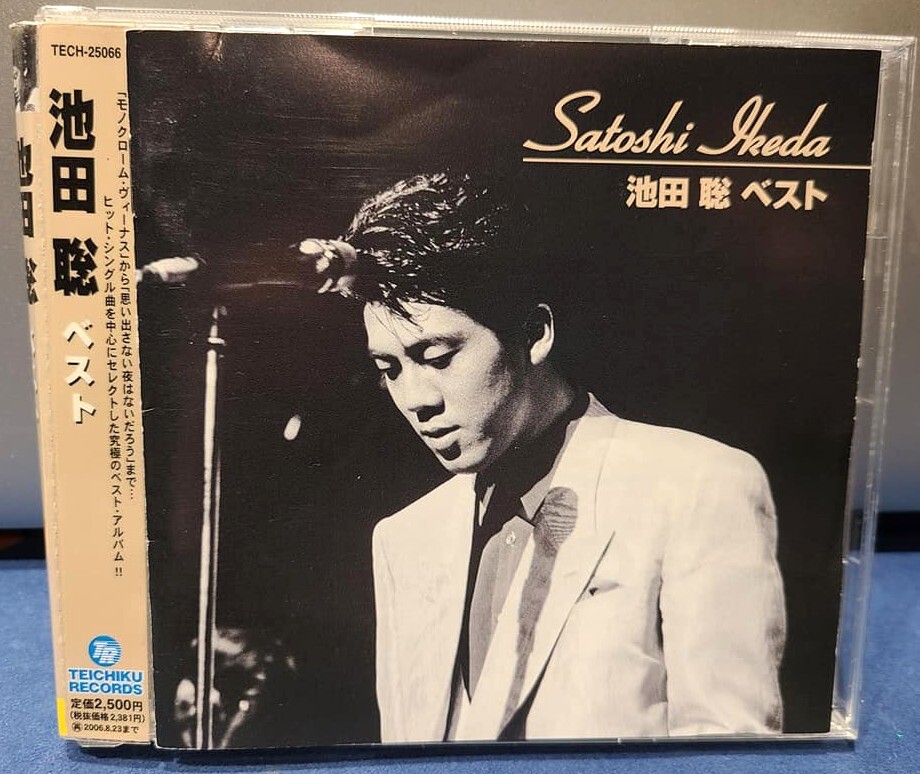 TECH-25066
池田 聡
ベスト
「モノクローム・ヴィーナス」から「思い出さない夜はないだろう」まで…
ヒット・シングル曲を中心にセレクトした究極のベスト・アルバム!!
TR
TEICHIKU
RECORDS
定価2,500円
(税抜価格2,381円)
再 2006.8.23まで
池田 聡
Satoshi Ikeda
池田 聡 ベスト